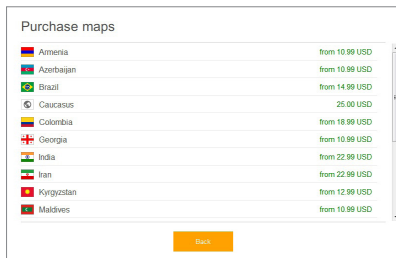 Purchase maps
Armenia from 10.99 USD
Azerbaijan from 10.99 USD
Brazil from 14.99 USD
Caucasus 25.00 USD
Colombia from 18.99 USD
Georgia from 10.99 USD
India from 22.99 USD
Iran from 22.99 USD
Kyrgyzstan from 12.99 USD
Maldives from 10.99 USD
Back